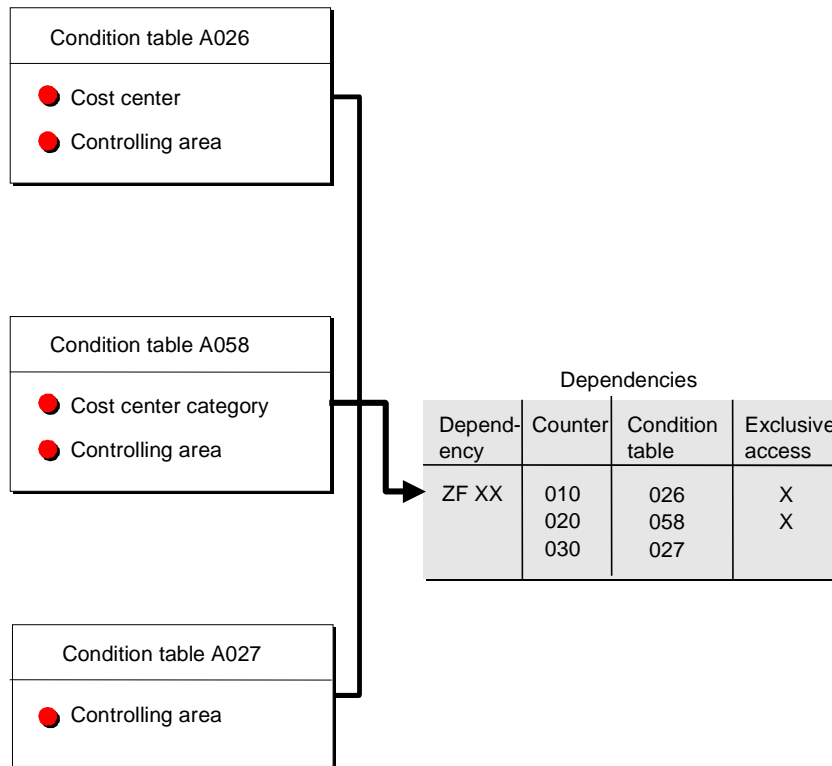 Condition table A026
Cost center
Controlling area
Condition table A058
Cost center category
Controlling area
Condition table A027
Controlling area
Dependencies
Depend- Counter Condition Exclusive
ency table access
ZF XX 010 026 X
020 058 X
030 027